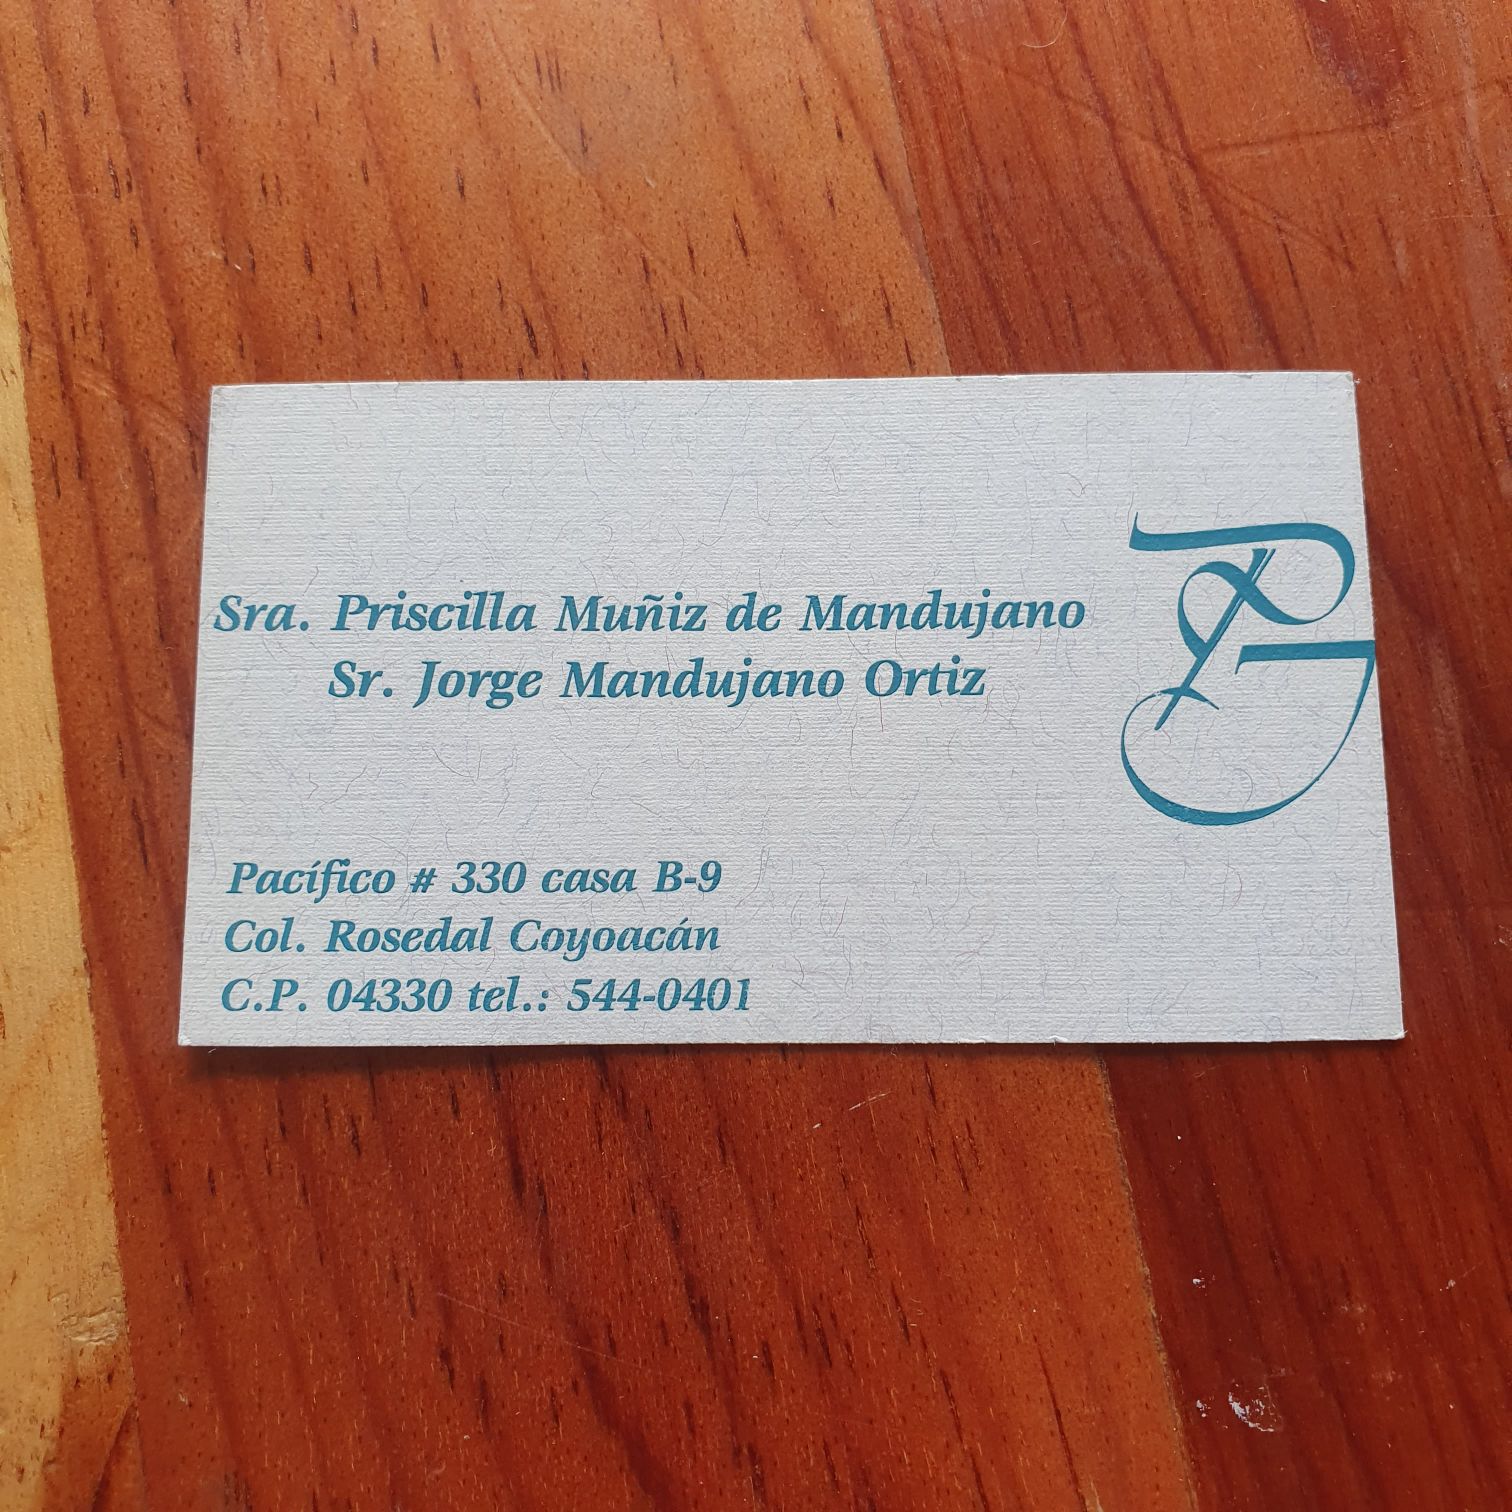 Sra. Priscilla Muñiz de Mandujano
Sr. Jorge Mandujano Ortiz
P
J
Pacífico # 330 casa B-9
Col. Rosedal Coyoacán
C.P. 04330 tel.: 544-0401